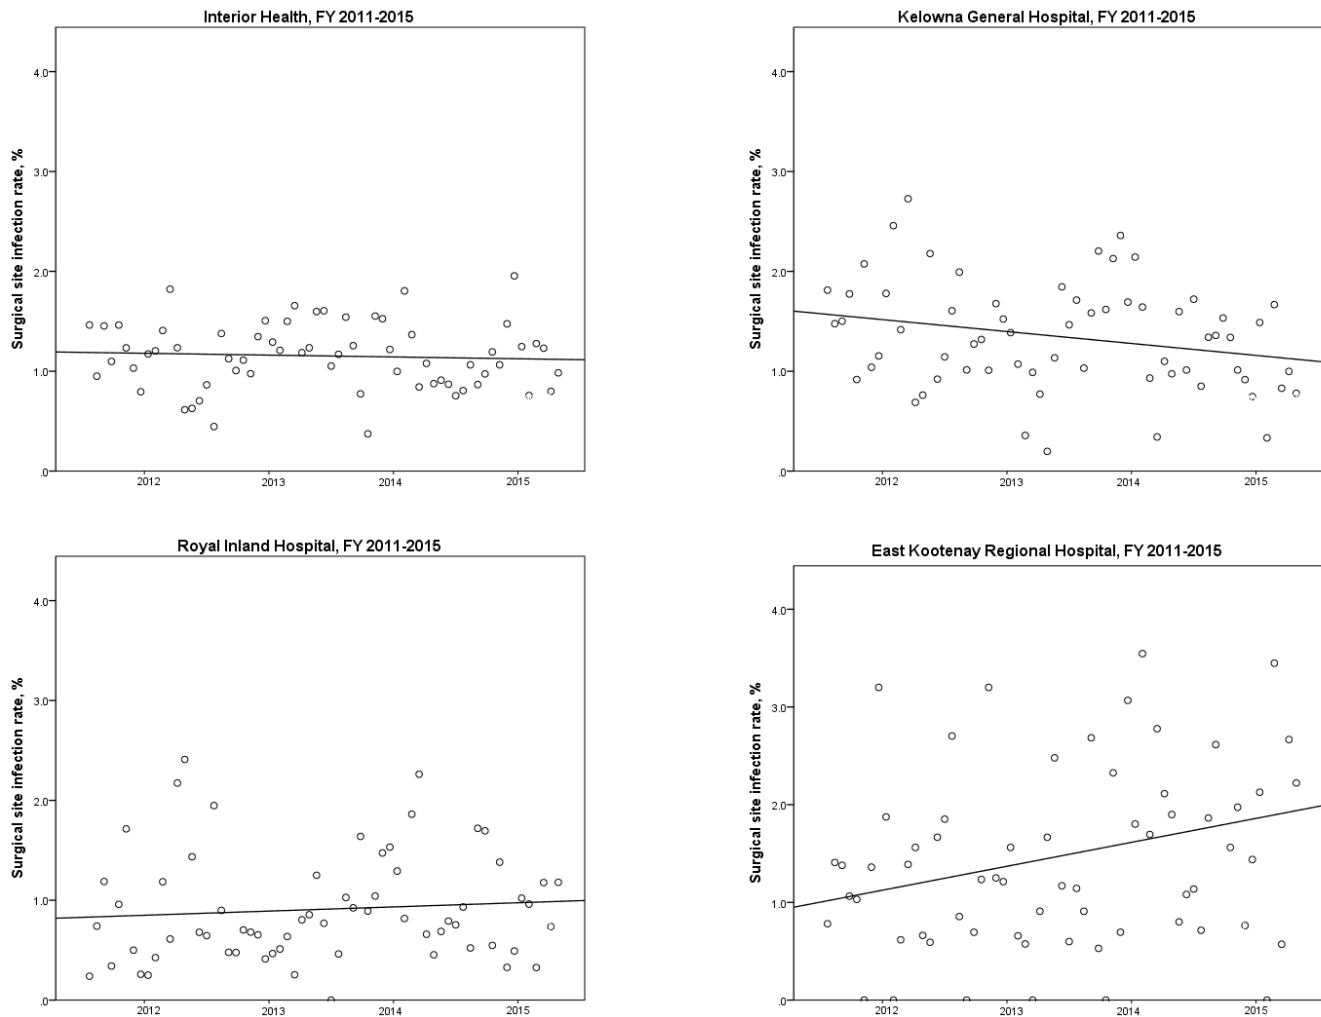 Interior Health, FY 2011-2015
Surgical site infection rate, %
4.0
3.0
2.0
1.0
.0
2012 2013 2014 2015
Kelowna General Hospital, FY 2011-2015
Surgical site infection rate, %
4.0
3.0
2.0
1.0
.0
2012 2013 2014 2015
Royal Inland Hospital, FY 2011-2015
Surgical site infection rate, %
4.0
3.0
2.0
1.0
.0
2012 2013 2014 2015
East Kootenay Regional Hospital, FY 2011-2015
Surgical site infection rate, %
4.0
3.0
2.0
1.0
.0
2012 2013 2014 2015